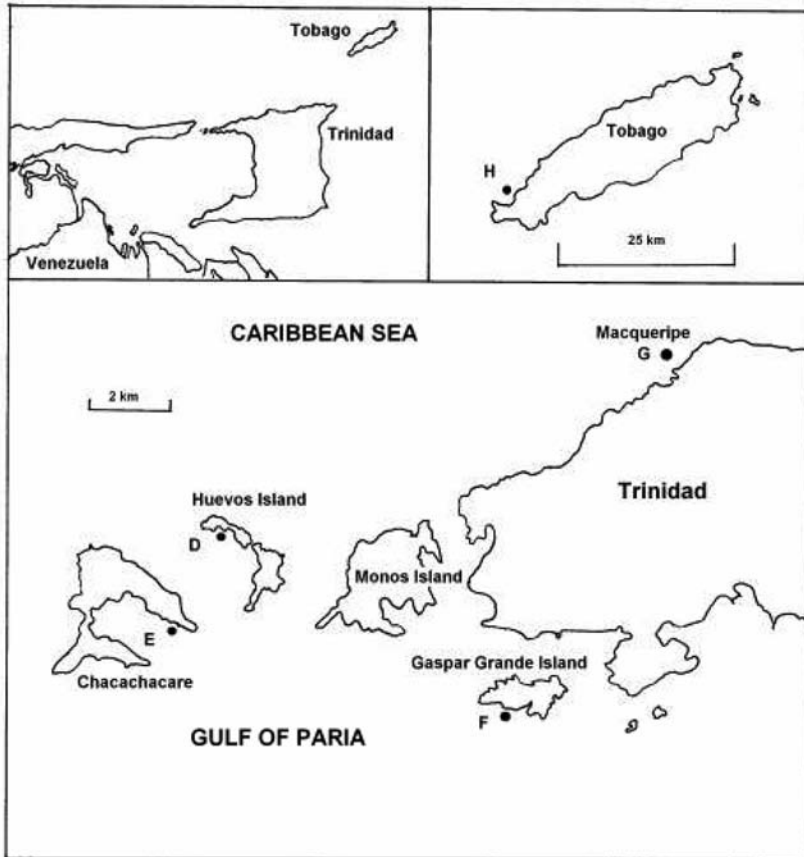 Tobago
Trinidad
Venezuela
Tobago
H
25 km
CARIBBEAN SEA
Macqueripe
G
2 km
Trinidad
Huevos Island
D
Monos Island
E
Gaspar Grande Island
Chacachacare
F
GULF OF PARIA